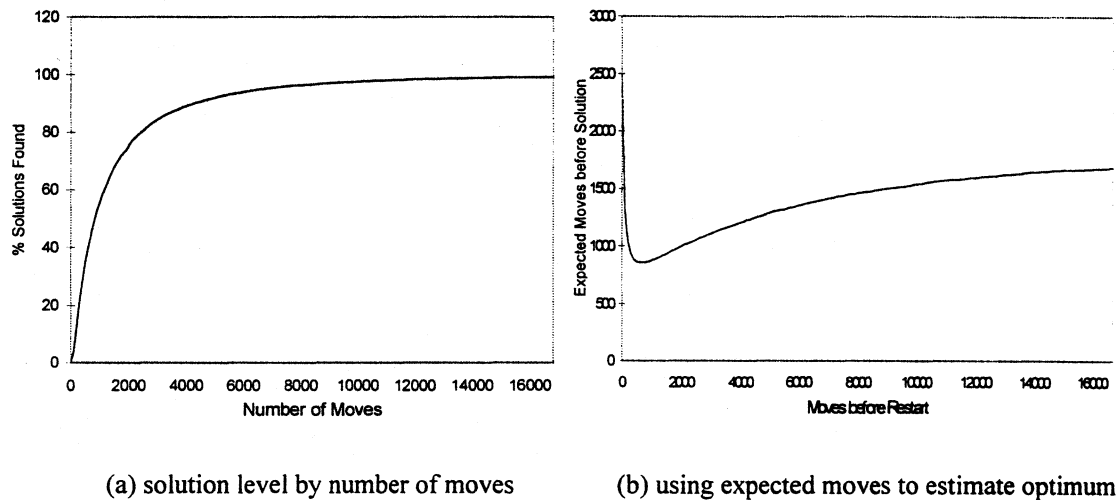 120
100
80
60
40
20
0
% Solutions Found
0 2000 4000 6000 8000 10000 12000 14000 16000
Number of Moves
(a) solution level by number of moves
3000
2500
2000
1500
1000
500
0
Expected Moves before Solution
0 2000 4000 6000 8000 10000 12000 14000 16000
Moves before Restart
(b) using expected moves to estimate optimum